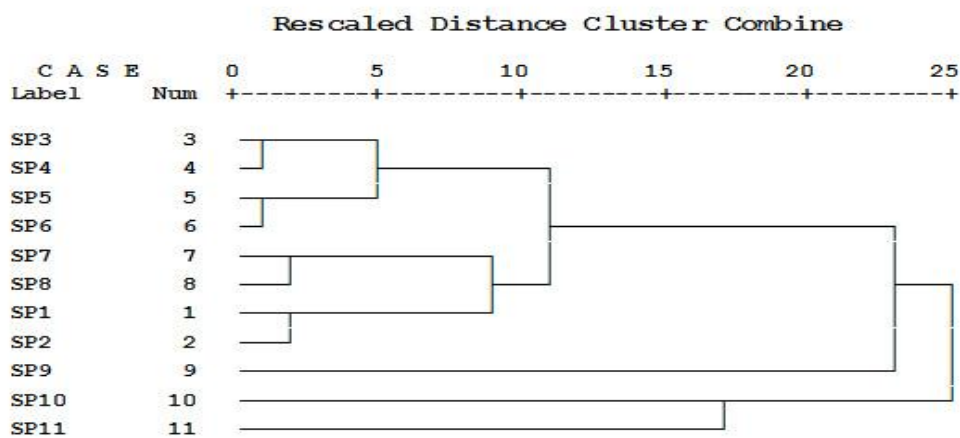 Rescaled Distance Cluster Combine
C A S E 0 5 10 15 20 25
Label Num +---------+---------+---------+---------+---------+
SP3 3
SP4 4
SP5 5
SP6 6
SP7 7
SP8 8
SP1 1
SP2 2
SP9 9
SP10 10
SP11 11